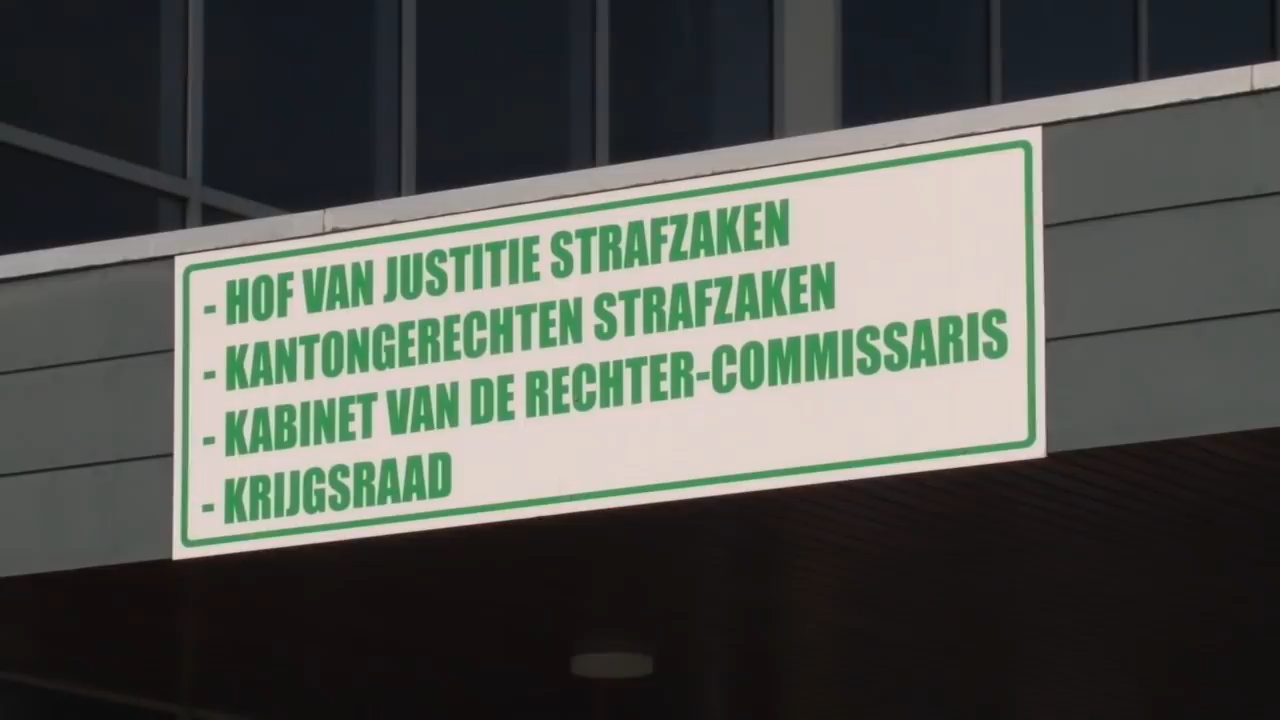 - HOF VAN JUSTITIE STRAFZAKEN
- KANTONGERECHTEN STRAFZAKEN
- KABINET VAN DE RECHTER-COMMISSARIS
- KRIJGSRAAD